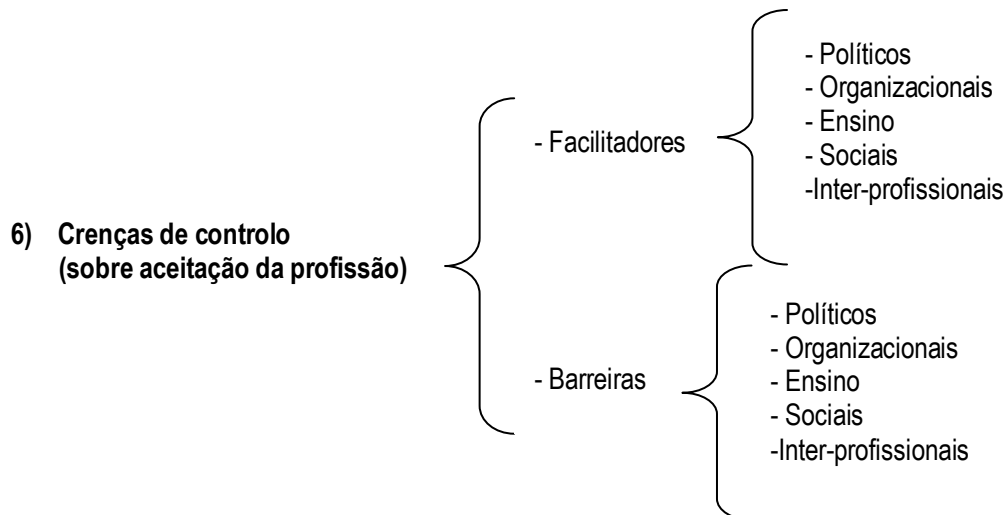 6) Crenças de controlo
(sobre aceitação da profissão)
- Facilitadores
- Políticos
- Organizacionais
- Ensino
- Sociais
-Inter-profissionais
- Barreiras
- Políticos
- Organizacionais
- Ensino
- Sociais
-Inter-profissionais